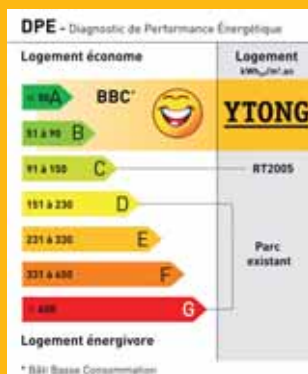 DPE - Diagnostic de Performance Énergétique
Logement économe
Logement
kWhep/m².an
< 50 A
BBC*
YTONG
51 à 90 B
91 à 150 C
RT2005
151 à 230 D
231 à 330 E
Parc
existant
331 à 450 F
> 450 G
Logement énergivore
* Bâti Basse Consommation